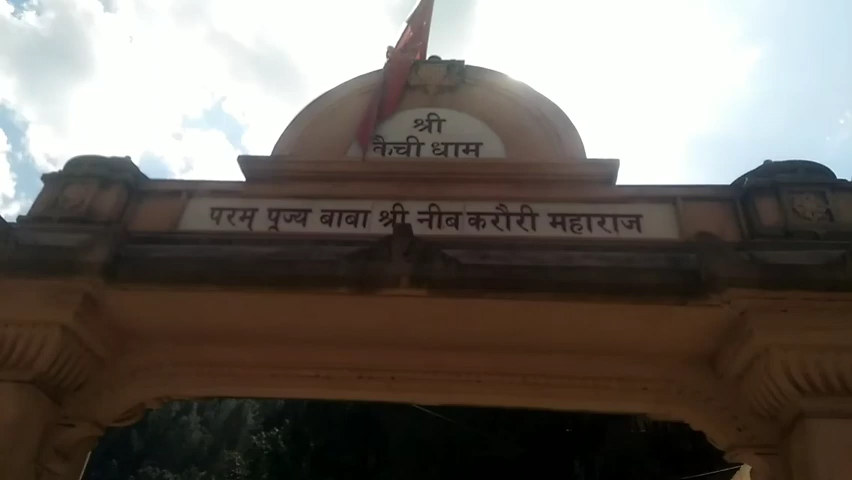 श्री
कैंची धाम
परम् पूज्य बाबा श्री नीब करौरी महाराज